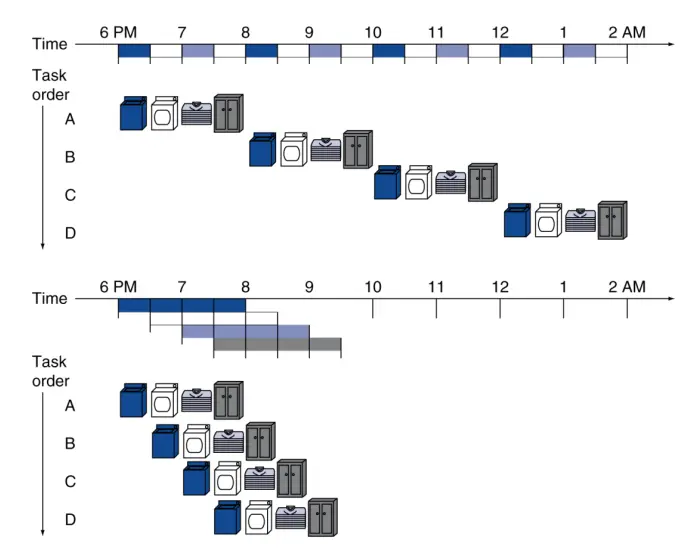 6 PM 7 8 9 10 11 12 1 2 AM
Time
Task
order
A
B
C
D
6 PM 7 8 9 10 11 12 1 2 AM
Time
Task
order
A
B
C
D